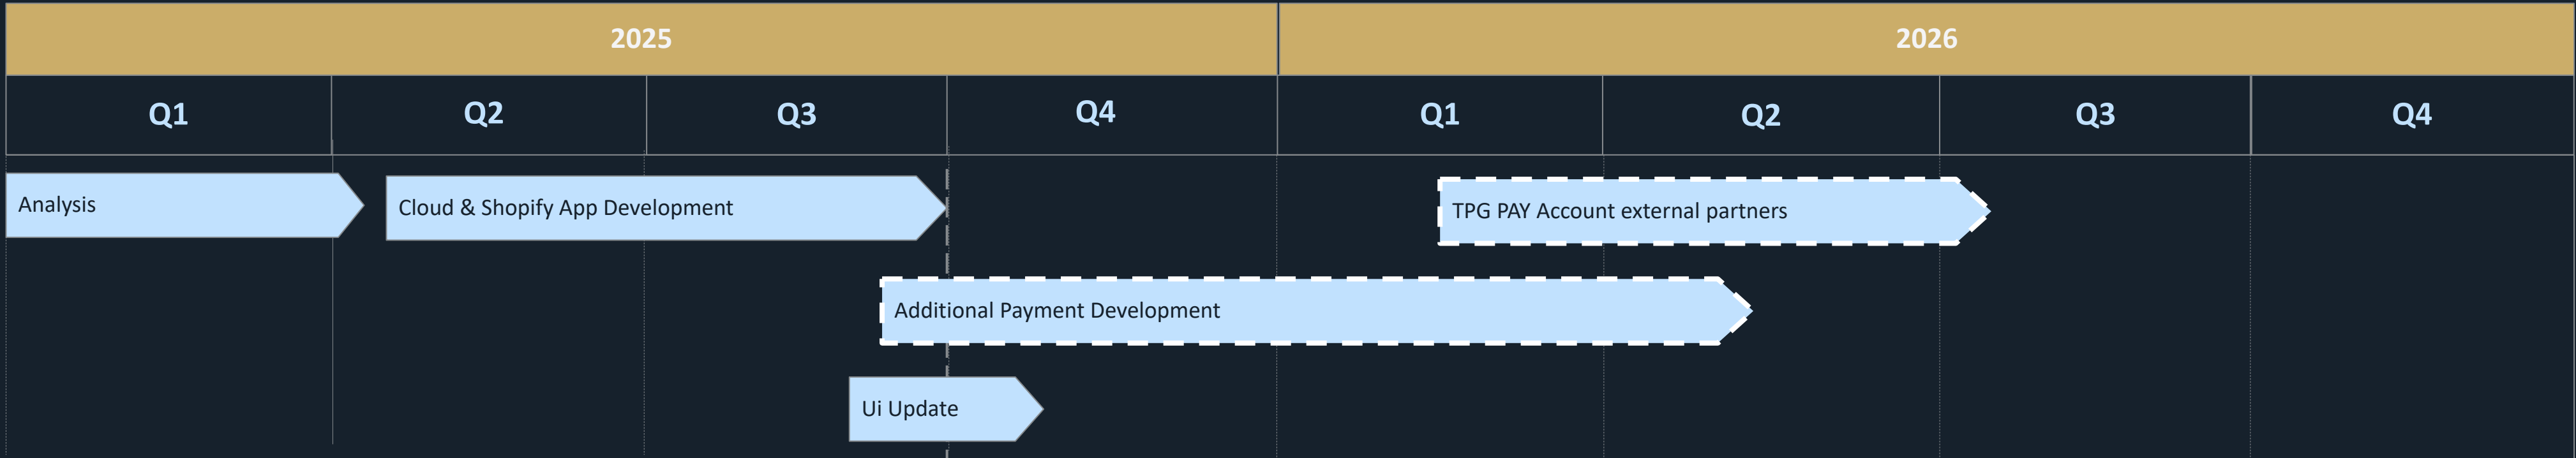 2025
2026
Q1
Q2
Q3
Q4
Q1
Q2
Q3
Q4
Analysis
Cloud & Shopify App Development
TPG PAY Account external partners
Additional Payment Development
Ui Update